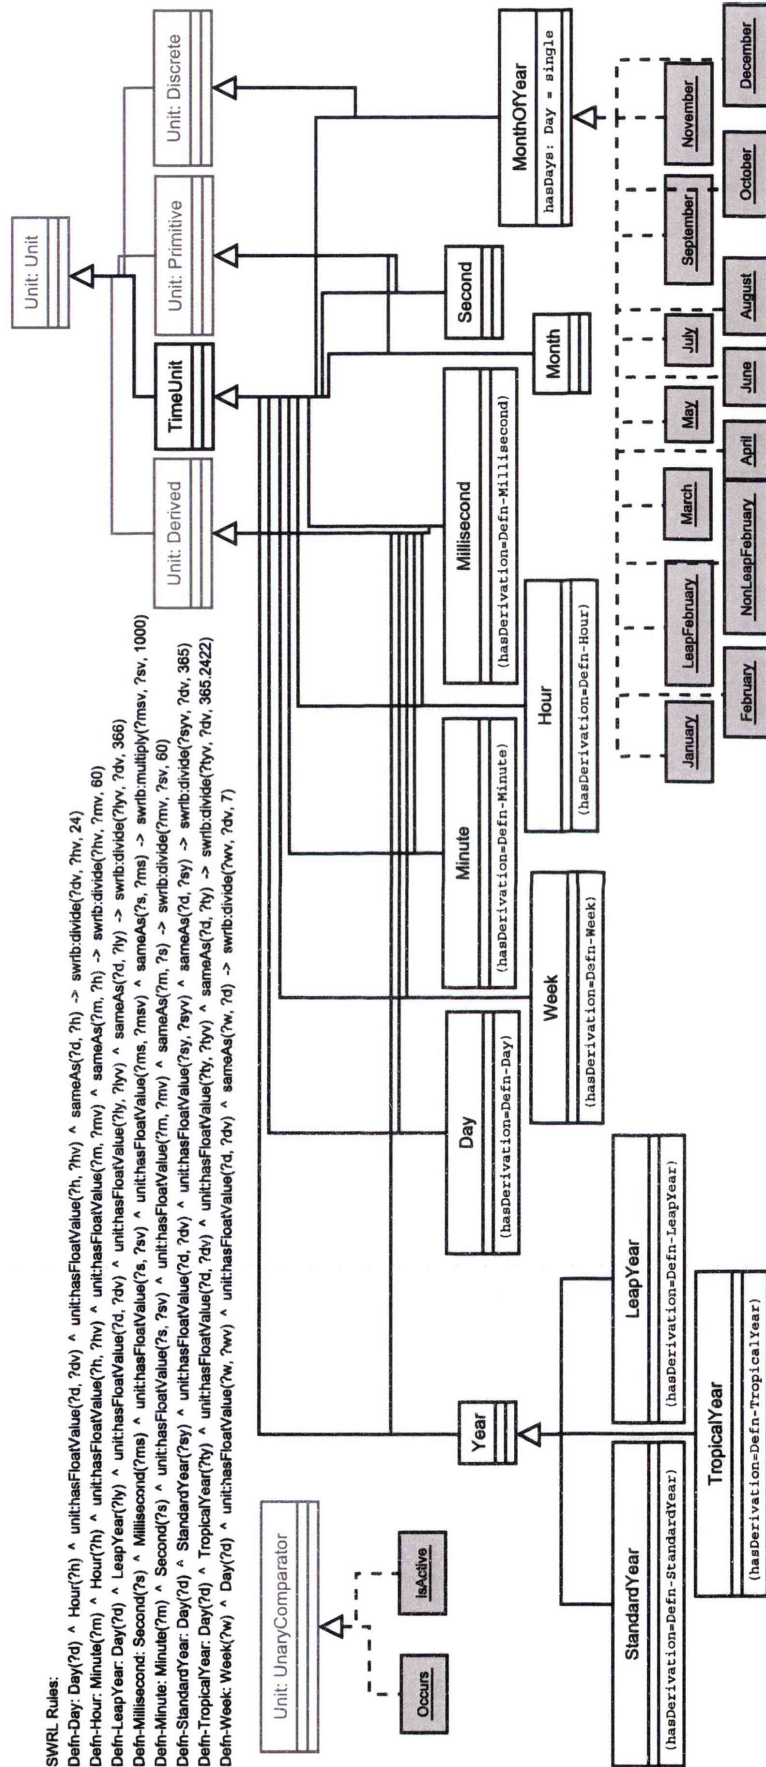 SWRL Rules:
Defn-Day: Day(?d) ^ Hour(?h) ^ unit:hasFloatValue(?d, ?dv) ^ unit:hasFloatValue(?h, ?hv) ^ sameAs(?d, ?h) -> swrlb:divide(?dv, ?hv, 24)
Defn-Hour: Minute(?m) ^ Hour(?h) ^ unit:hasFloatValue(?h, ?hv) ^ unit:hasFloatValue(?m, ?mv) ^ sameAs(?m, ?h) -> swrlb:divide(?hv, ?mv, 60)
Defn-LeapYear: Day(?d) ^ LeapYear(?ly) ^ unit:hasFloatValue(?d, ?dv) ^ unit:hasFloatValue(?ly, ?lyv) ^ sameAs(?d, ?ly) -> swrlb:divide(?lyv, ?dv, 366)
Defn-Millisecond: Second(?s) ^ Millisecond(?ms) ^ unit:hasFloatValue(?s, ?sv) ^ unit:hasFloatValue(?ms, ?msv) ^ sameAs(?s, ?ms) -> swrlb:multiply(?msv, ?sv, 1000)
Defn-Minute: Minute(?m) ^ Second(?s) ^ unit:hasFloatValue(?s, ?sv) ^ unit:hasFloatValue(?m, ?mv) ^ sameAs(?m, ?s) -> swrlb:divide(?mv, ?sv, 60)
Defn-StandardYear: Day(?d) ^ StandardYear(?sy) ^ unit:hasFloatValue(?d, ?dv) ^ unit:hasFloatValue(?sy, ?syv) ^ sameAs(?d, ?sy) -> swrlb:divide(?syv, ?dv, 365)
Defn-TropicalYear: Day(?d) ^ TropicalYear(?ty) ^ unit:hasFloatValue(?d, ?dv) ^ unit:hasFloatValue(?ty, ?tyv) ^ sameAs(?d, ?ty) -> swrlb:divide(?tyv, ?dv, 365.2422)
Defn-Week: Week(?w) ^ Day(?d) ^ unit:hasFloatValue(?w, ?wv) ^ unit:hasFloatValue(?d, ?dv) ^ sameAs(?w, ?d) -> swrlb:divide(?wv, ?dv, 7)
Unit: Unit
Unit: Derived
TimeUnit
Unit: Primitive
Unit: Discrete
Unit: UnaryComparator
Occurs
IsActive
Year
StandardYear
(hasDerivation=Defn-StandardYear)
LeapYear
(hasDerivation=Defn-LeapYear)
TropicalYear
(hasDerivation=Defn-TropicalYear)
Day
(hasDerivation=Defn-Day)
Week
(hasDerivation=Defn-Week)
Minute
(hasDerivation=Defn-Minute)
Hour
(hasDerivation=Defn-Hour)
Millisecond
(hasDerivation=Defn-Millisecond)
Month
Second
MonthOfYear
hasDays: Day = single
January
February
LeapFebruary
NonLeapFebruary
March
April
May
June
July
August
September
October
November
December